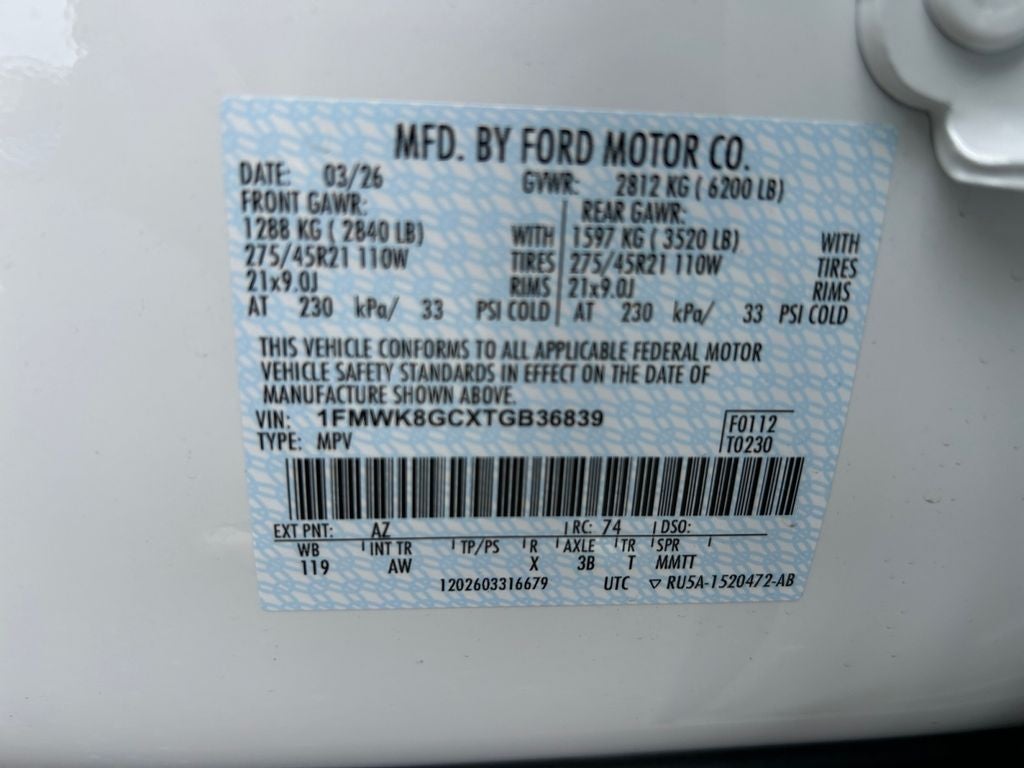 MFD. BY FORD MOTOR CO.
DATE: 03/26 GVWR: 2812 KG ( 6200 LB)
FRONT GAWR: REAR GAWR:
1288 KG ( 2840 LB) WITH 1597 KG ( 3520 LB) WITH
275/45R21 110W TIRES 275/45R21 110W TIRES
21x9.0J RIMS 21x9.0J RIMS
AT 230 kPa/ 33 PSI COLD AT 230 kPa/ 33 PSI COLD
THIS VEHICLE CONFORMS TO ALL APPLICABLE FEDERAL MOTOR
VEHICLE SAFETY STANDARDS IN EFFECT ON THE DATE OF
MANUFACTURE SHOWN ABOVE.
VIN: 1FMWK8GCXTGB36839 F0112
TYPE: MPV T0230
EXT PNT: AZ RC: 74 DSO:
WB INT TR TP/PS R AXLE TR SPR
119 AW X 3B T MMTT
1202603316679 UTC ▽ RU5A-1520472-AB